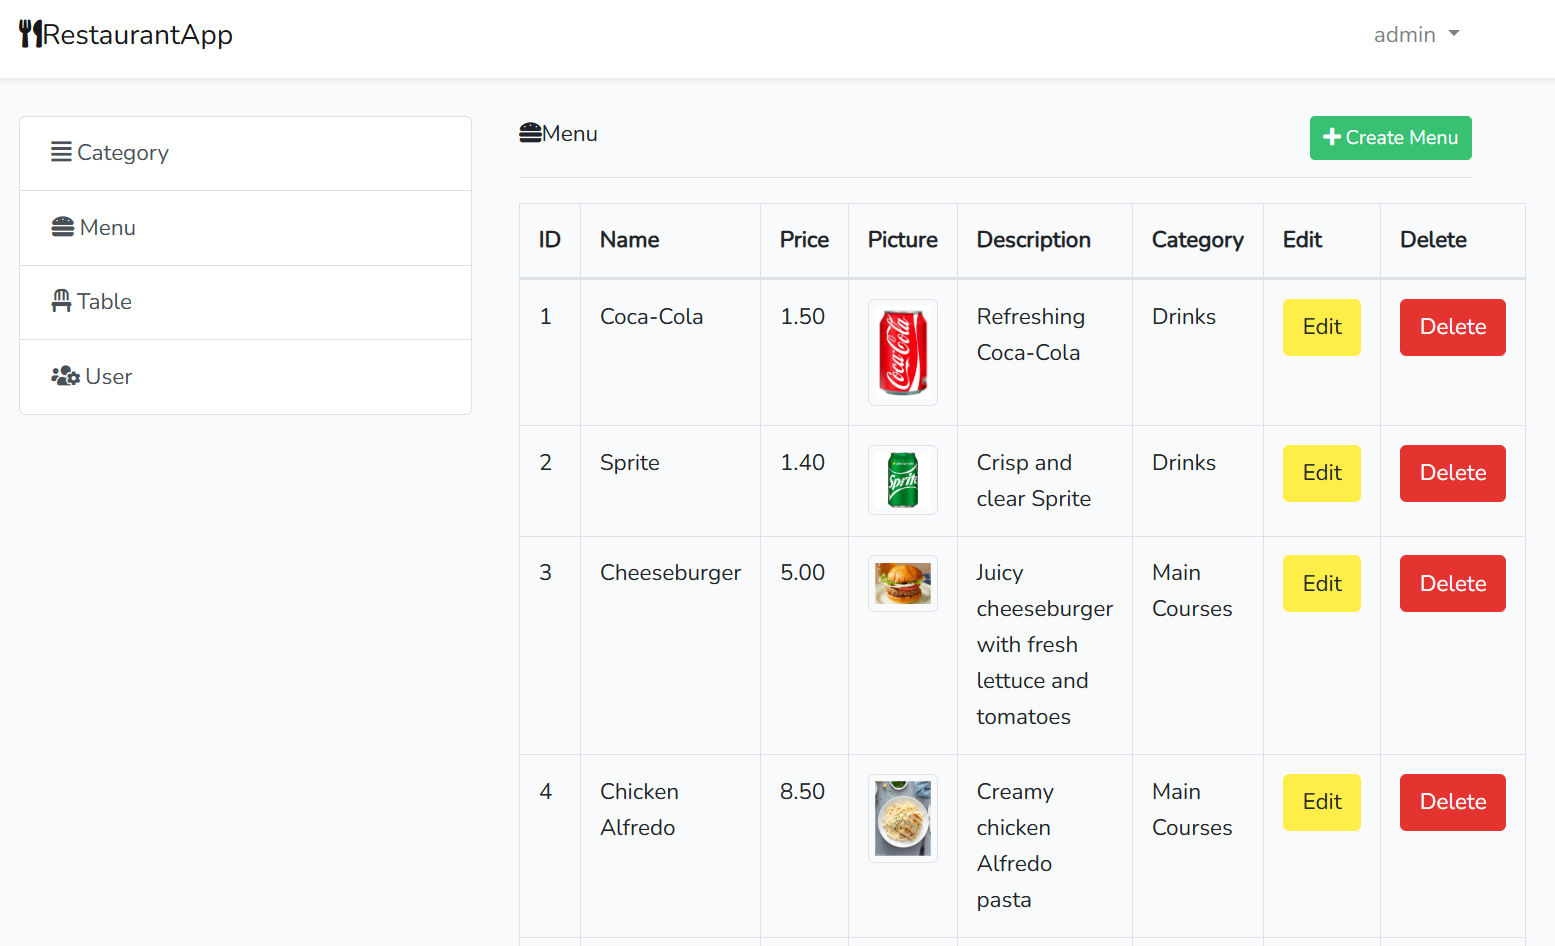 RestaurantApp
admin
Category
Menu
Table
User
Menu
Create Menu
ID Name Price Picture Description Category Edit Delete
1 Coca-Cola 1.50 Coca-Cola Refreshing Drinks Edit Delete
Coca-Cola
2 Sprite 1.40 Sprite Crisp and Drinks Edit Delete
clear Sprite
3 Cheeseburger 5.00 Juicy Main Edit Delete
cheeseburger Courses
with fresh
lettuce and
tomatoes
4 Chicken 8.50 Creamy Main Edit Delete
Alfredo chicken Courses
Alfredo
pasta